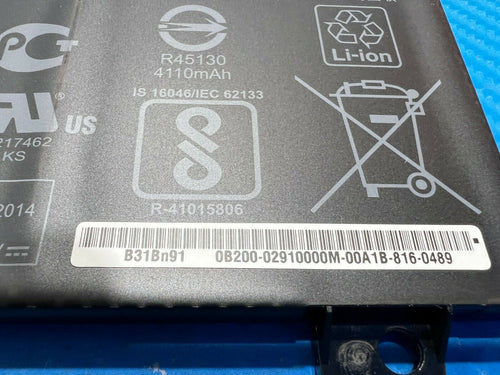 R45130
4110mAh
Li-ion
IS 16046/IEC 62133
US
217462
KS
R-41015806
2014
B31Bn91 0B200-02910000M-00A1B-816-0489